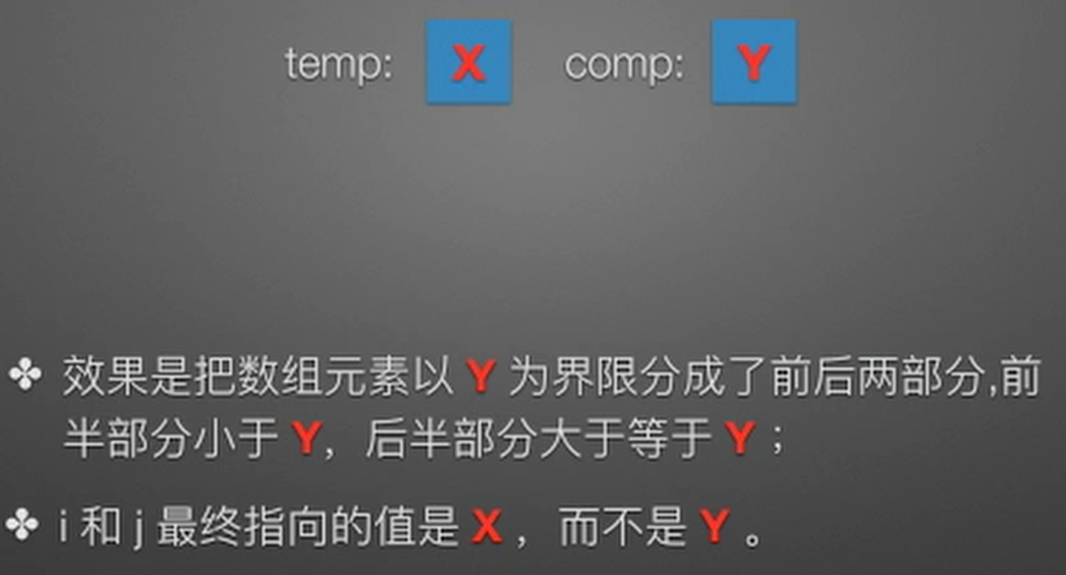 temp: X comp: Y
✤ 效果是把数组元素以 Y 为界限分成了前后两部分,前
半部分小于 Y，后半部分大于等于 Y；
✤ i 和 j 最终指向的值是 X，而不是 Y。